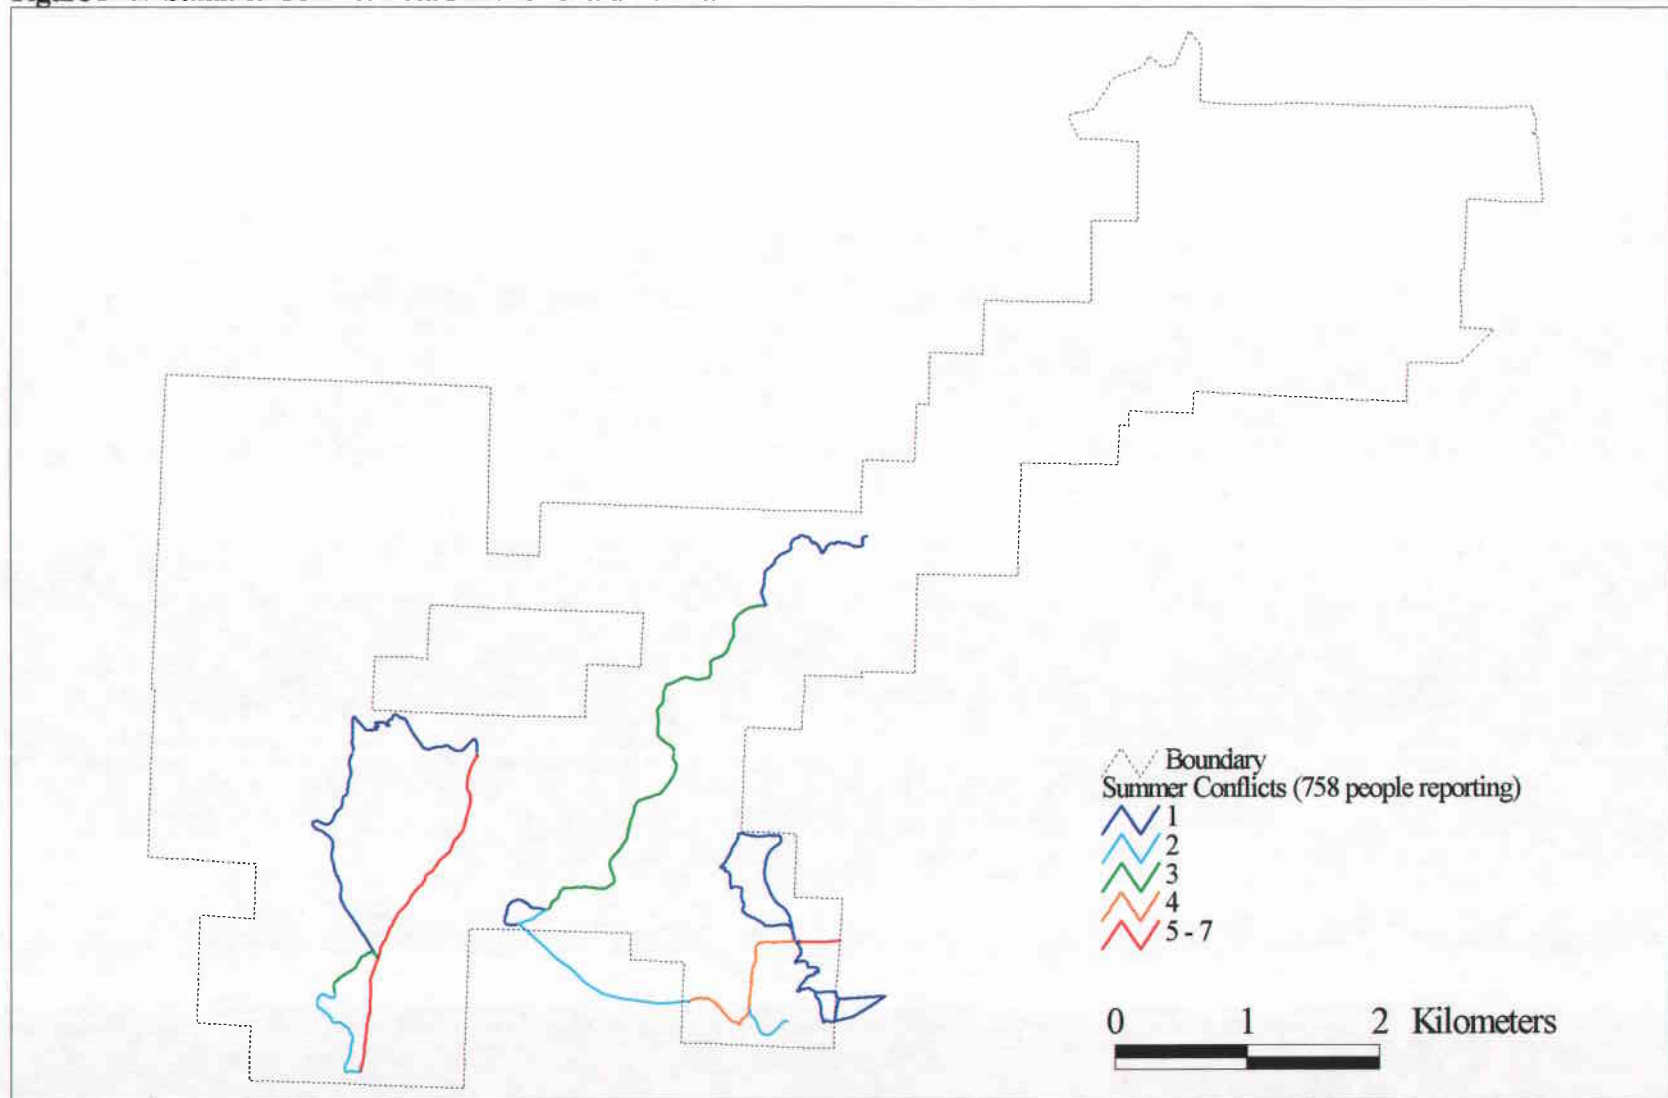 Boundary
Summer Conflicts (758 people reporting)
1
2
3
4
5 - 7
0 1 2 Kilometers